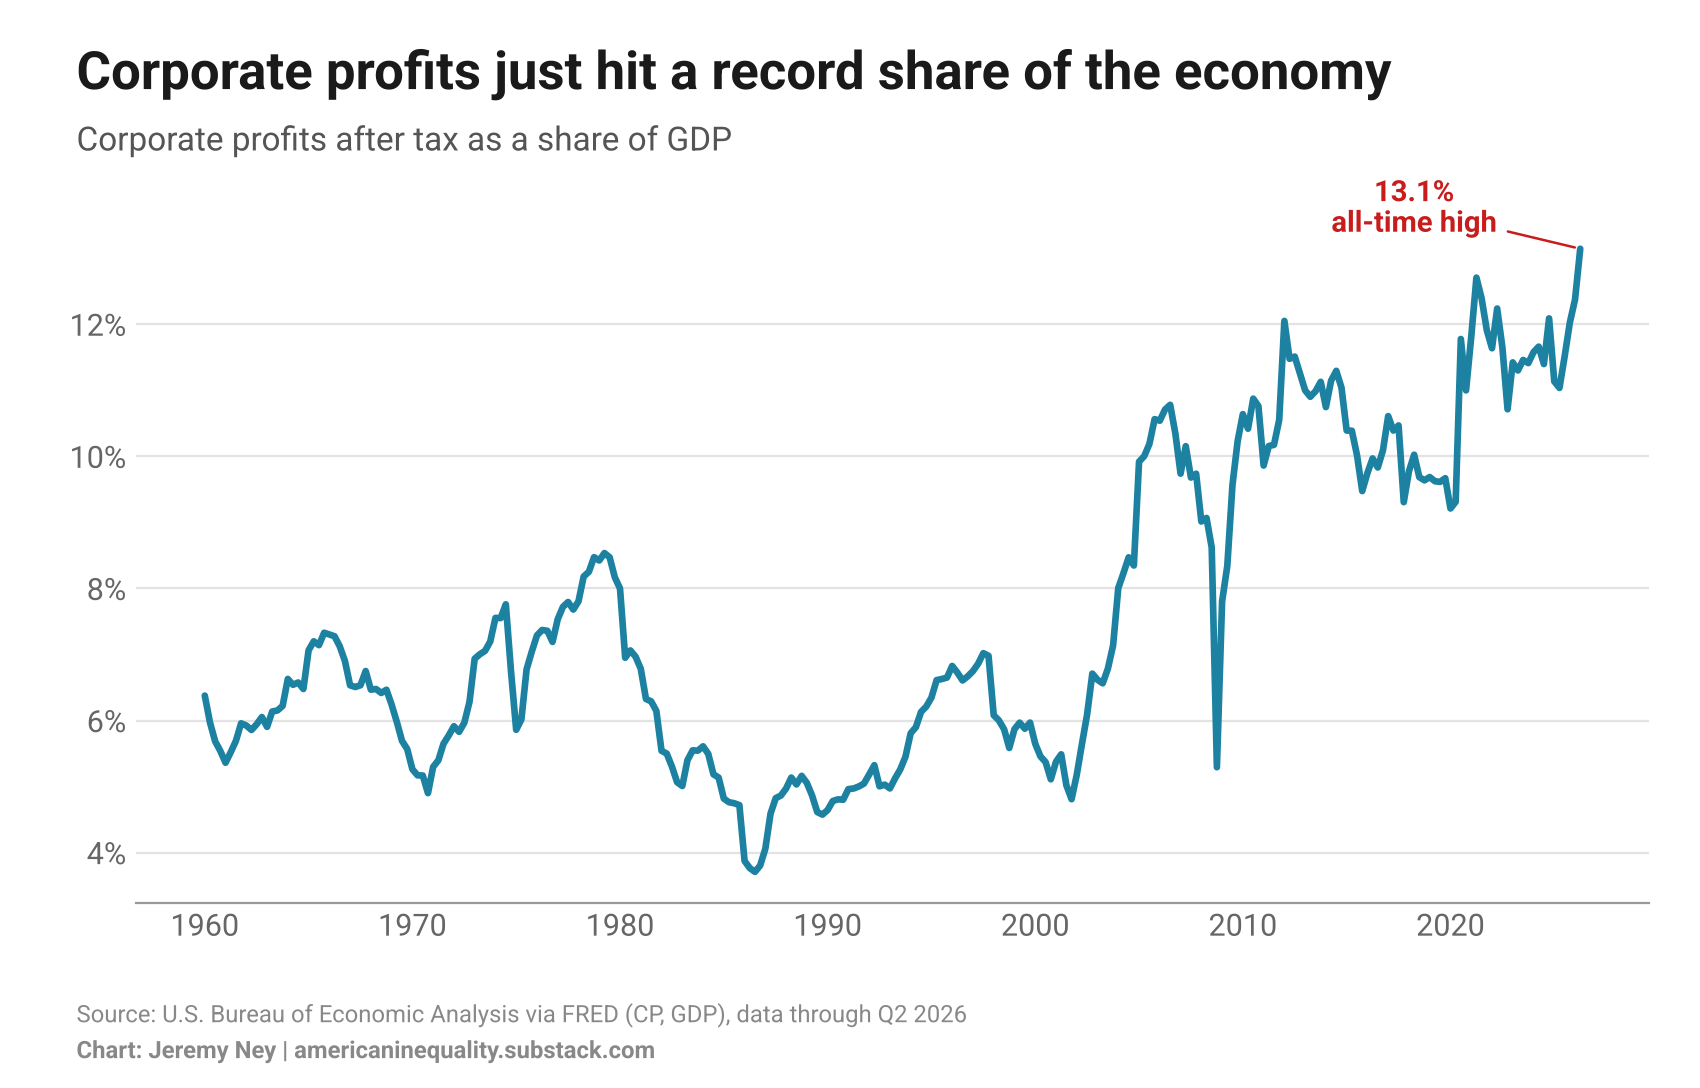 Corporate profits just hit a record share of the economy
Corporate profits after tax as a share of GDP
13.1%
all-time high
12%
10%
8%
6%
4%
1960 1970 1980 1990 2000 2010 2020
Source: U.S. Bureau of Economic Analysis via FRED (CP, GDP), data through Q2 2026
Chart: Jeremy Ney | americaninequality.substack.com